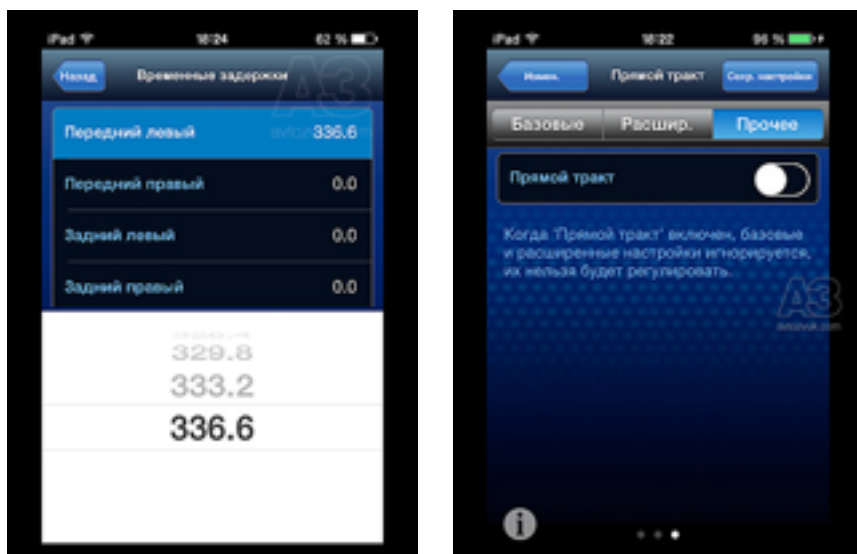 iPad 18:24 62 %
Назад Временные задержки
Передний левый 336.6
Передний правый 0.0
Задний левый 0.0
Задний правый 0.0
329.8
333.2
336.6
iPad 18:22 96 %
Измен. Прямой тракт Сохр. настройки
Базовые Расшир. Прочее
Прямой тракт
Когда 'Прямой тракт' включен, базовые
и расширенные настройки игнорируется,
их нельзя будет регулировать.
A3
avtozvuk.com
i